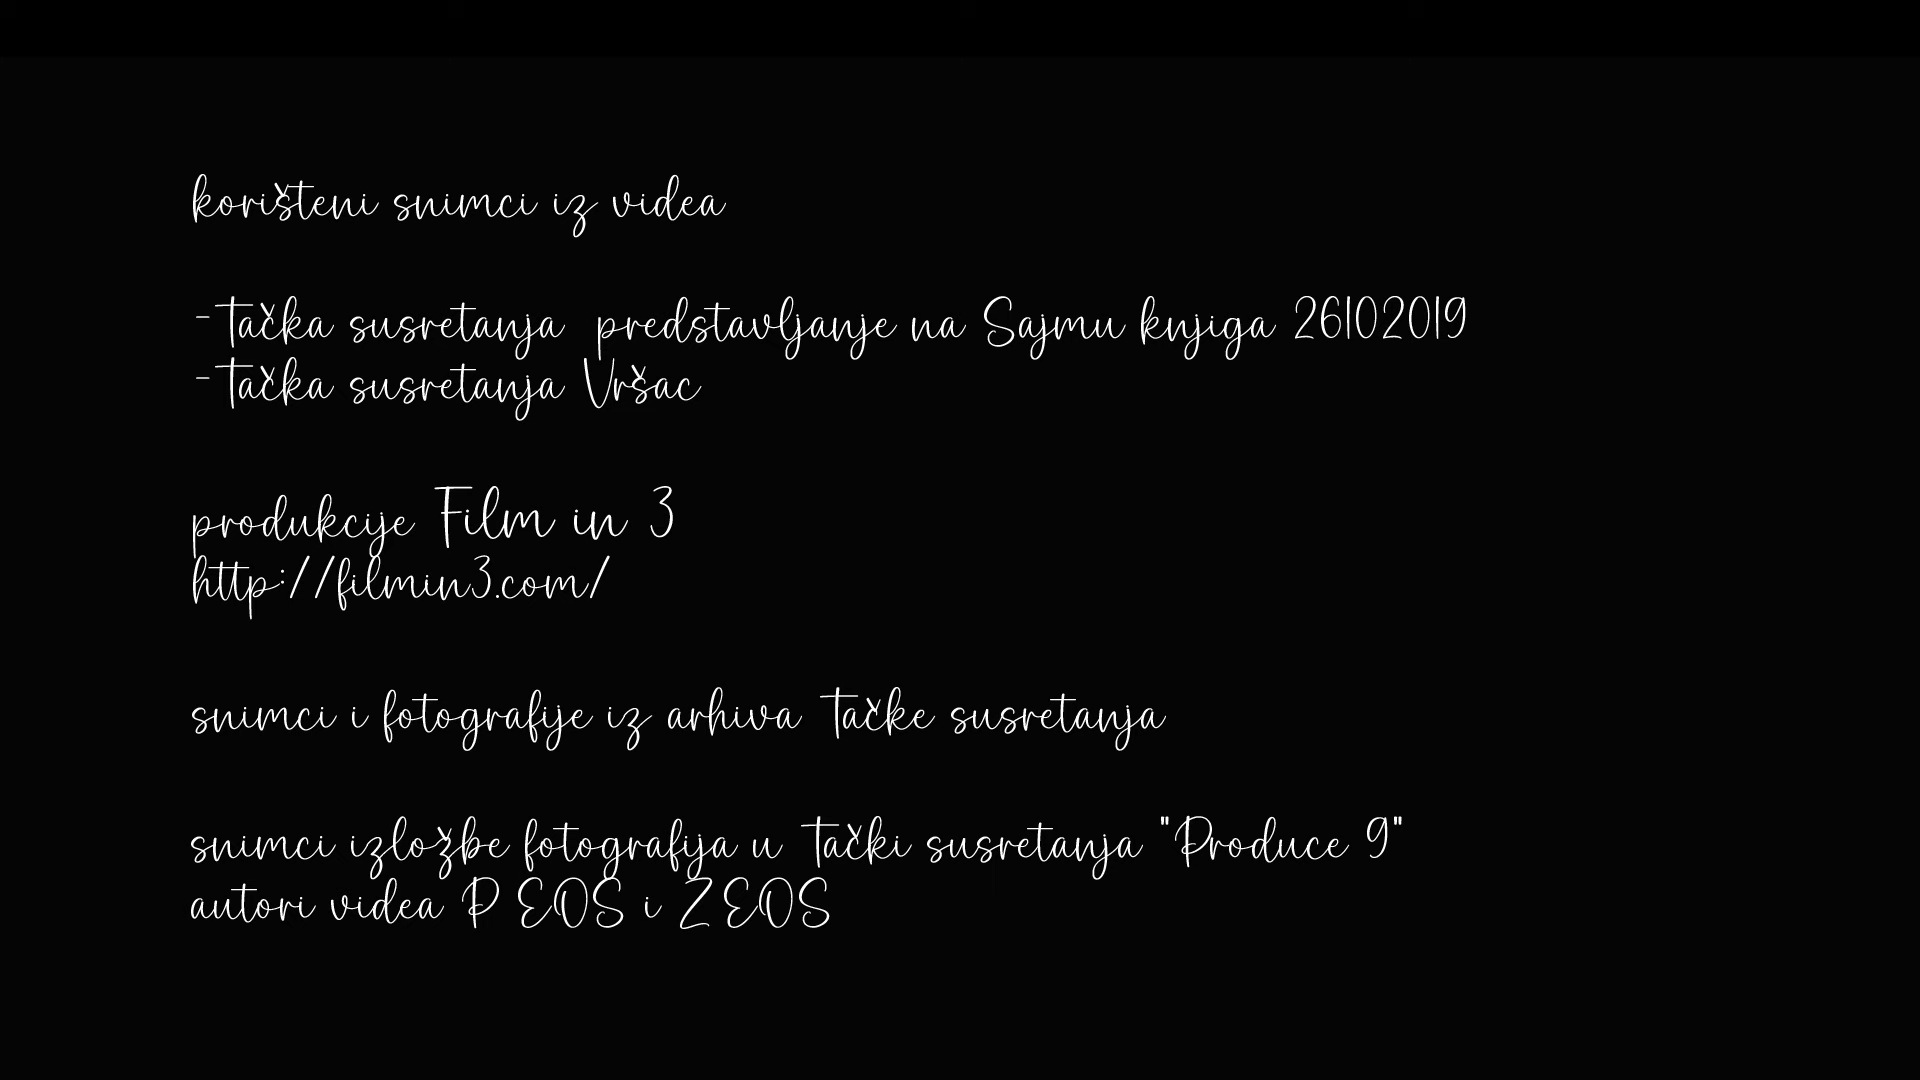 korišteni snimci iz videa
-Tačka susretanja predstavljanje na Sajmu knjiga 26102019
-Tačka susretanja Vršac
produkcije Film in 3
http://filmin3.com/
snimci i fotografije iz arhiva Tačke susretanja
snimci izložbe fotografija u Tački susretanja "Produce 9"
autori videa P EOS i Z EOS